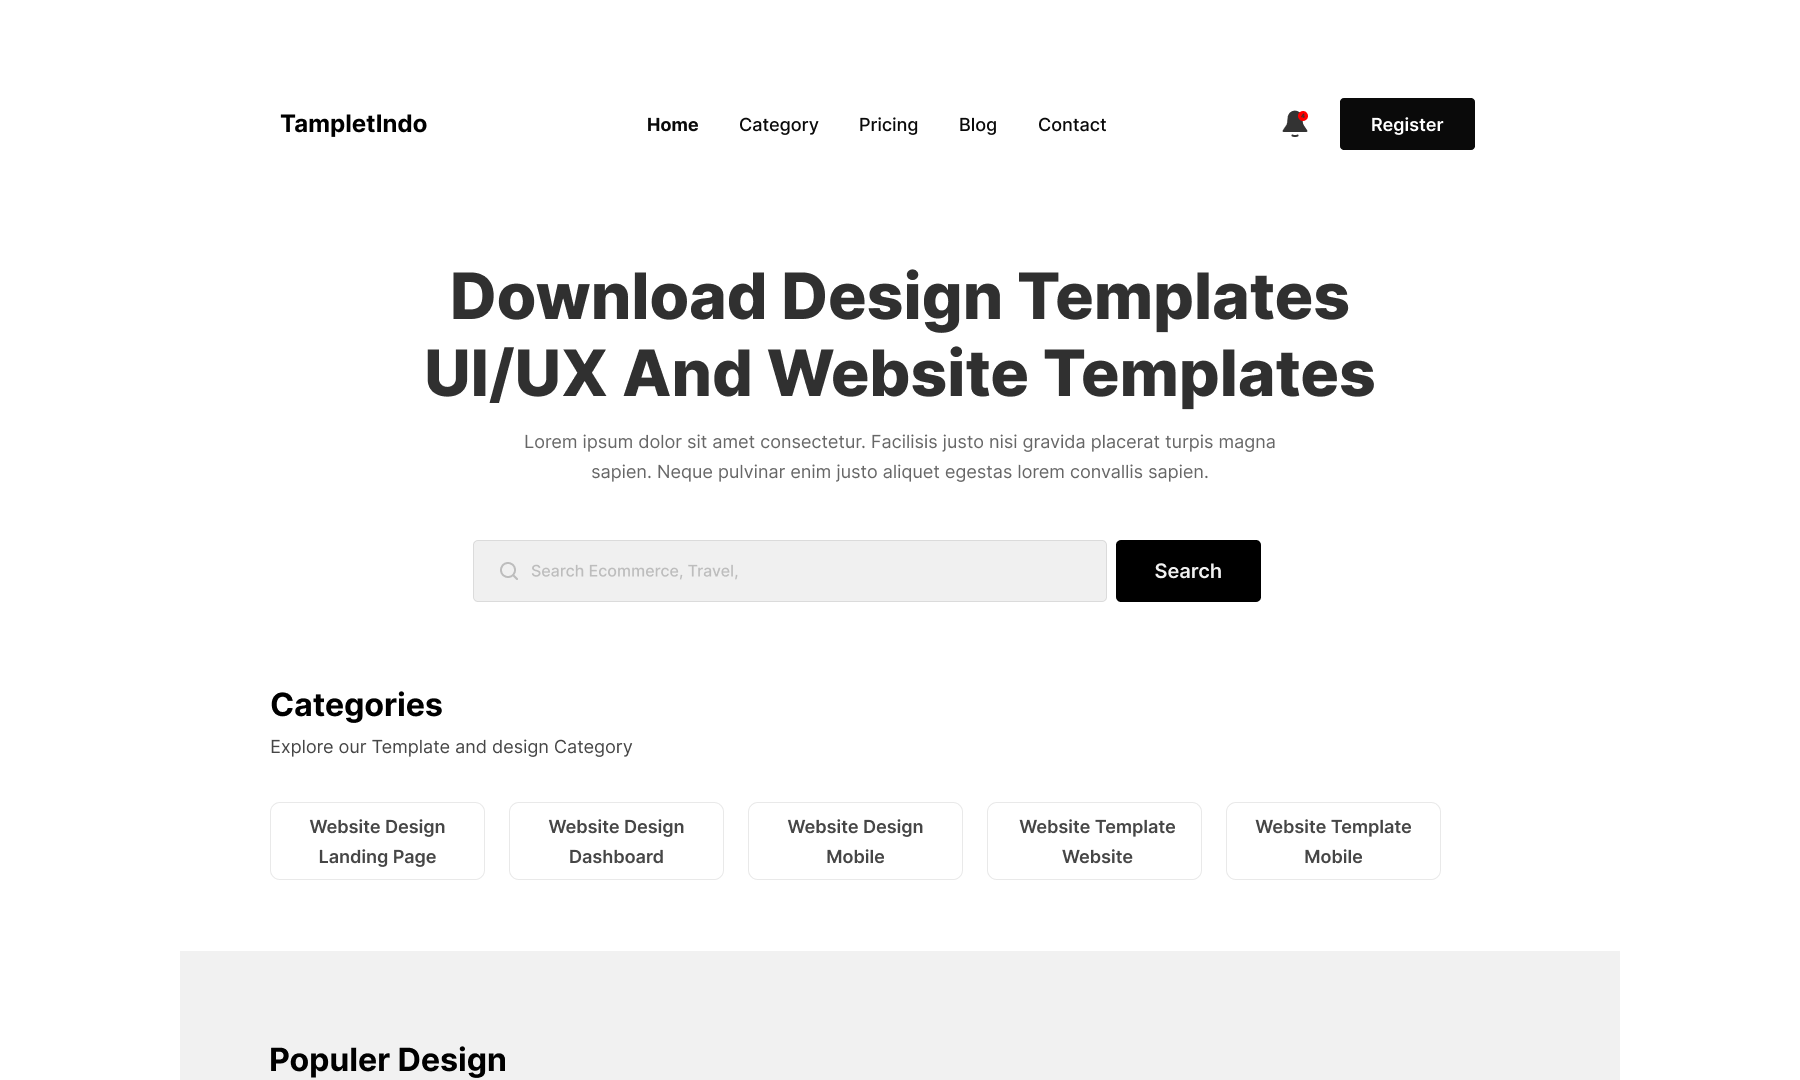 TampletIndo
Home
Category
Pricing
Blog
Contact
Register
Download Design Templates
UI/UX And Website Templates
Lorem ipsum dolor sit amet consectetur. Facilisis justo nisi gravida placerat turpis magna
sapien. Neque pulvinar enim justo aliquet egestas lorem convallis sapien.
Search Ecommerce, Travel,
Search
Categories
Explore our Template and design Category
Website Design
Landing Page
Website Design
Dashboard
Website Design
Mobile
Website Template
Website
Website Template
Mobile
Populer Design